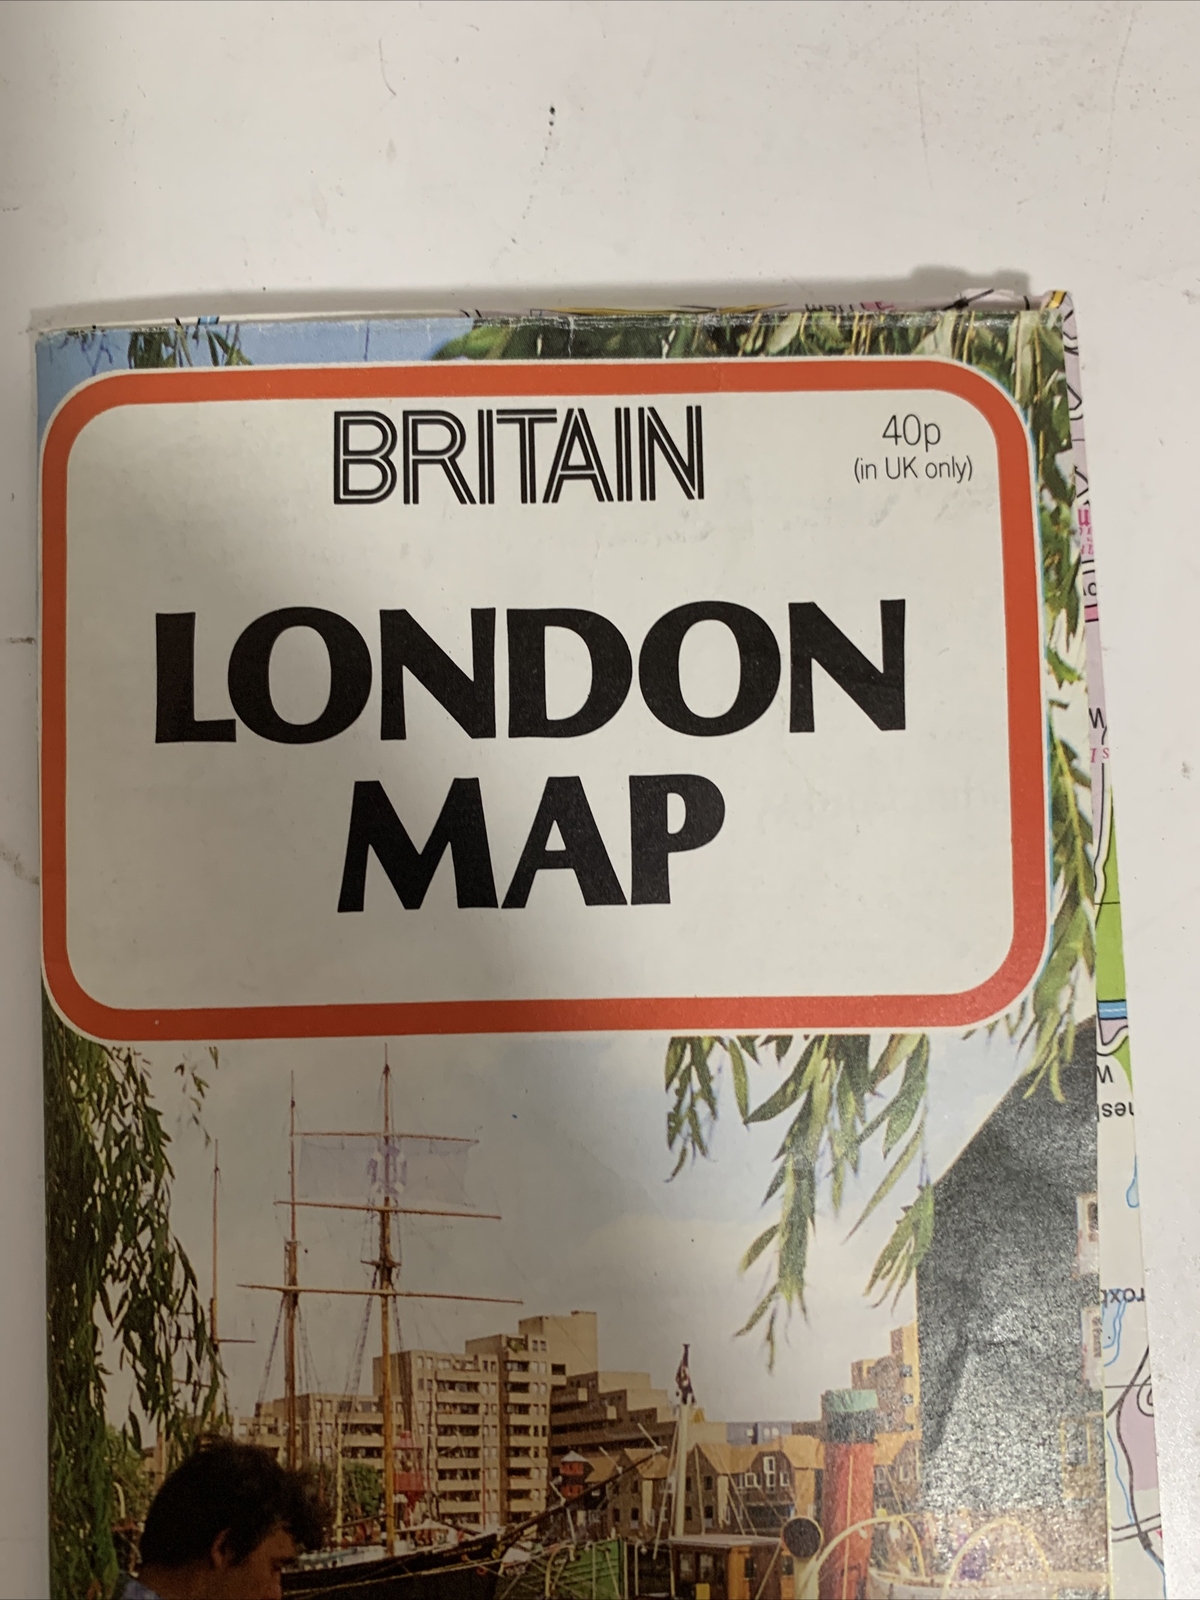 BRITAIN
40p
(in UK only)
LONDON
MAP